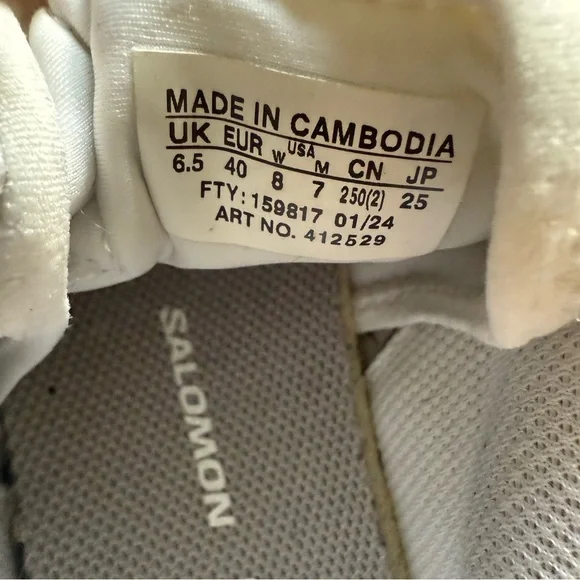 MADE IN CAMBODIA
UK EUR USA CN JP
W M
6.5 40 8 7 250(2) 25
FTY: 159817 01/24
ART NO. 412529
SALOMON